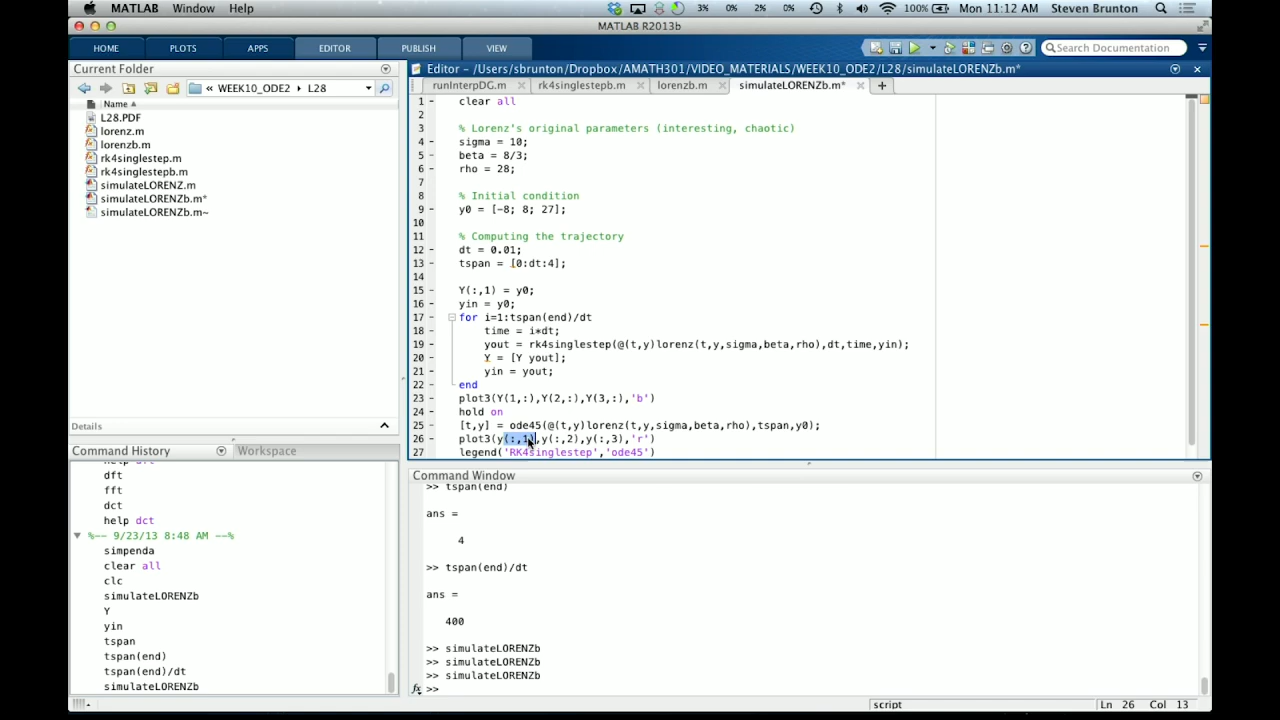 MATLAB Window Help 3% 0% 2% 0% 100% Mon 11:12 AM Steven Brunton
MATLAB R2013b
HOME PLOTS APPS EDITOR PUBLISH VIEW Search Documentation
Current Folder
WEEK10_ODE2 L28
Name
L28.PDF
lorenz.m
lorenzb.m
rk4singlestep.m
rk4singlestepb.m
simulateLORENZ.m
simulateLORENZb.m*
simulateLORENZb.m~
Details
Command History Workspace
dft
fft
dct
help dct
%-- 9/23/13 8:48 AM --%
simpenda
clear all
clc
simulateLORENZb
Y
yin
tspan
tspan(end)
tspan(end)/dt
simulateLORENZb
Editor - /Users/sbrunton/Dropbox/AMATH301/VIDEO_MATERIALS/WEEK10_ODE2/L28/simulateLORENZb.m*
runInterpDG.m rk4singlestepb.m lorenzb.m simulateLORENZb.m*
1 - clear all
2
3 % Lorenz's original parameters (interesting, chaotic)
4 - sigma = 10;
5 - beta = 8/3;
6 - rho = 28;
7
8 % Initial condition
9 - y0 = [-8; 8; 27];
10
11 % Computing the trajectory
12 - dt = 0.01;
13 - tspan = [0:dt:4];
14
15 - Y(:,1) = y0;
16 - yin = y0;
17 - for i=1:tspan(end)/dt
18 - time = i*dt;
19 - yout = rk4singlestep(@(t,y)lorenz(t,y,sigma,beta,rho),dt,time,yin);
20 - Y = [Y yout];
21 - yin = yout;
22 - end
23 - plot3(Y(1,:),Y(2,:),Y(3,:),'b')
24 - hold on
25 - [t,y] = ode45(@(t,y)lorenz(t,y,sigma,beta,rho),tspan,y0);
26 - plot3(y(:,1),y(:,2),y(:,3),'r')
27 - legend('RK4singlestep','ode45')
Command Window
>> tspan(end)
ans =
4
>> tspan(end)/dt
ans =
400
>> simulateLORENZb
>> simulateLORENZb
>> simulateLORENZb
fx >>
script Ln 26 Col 13